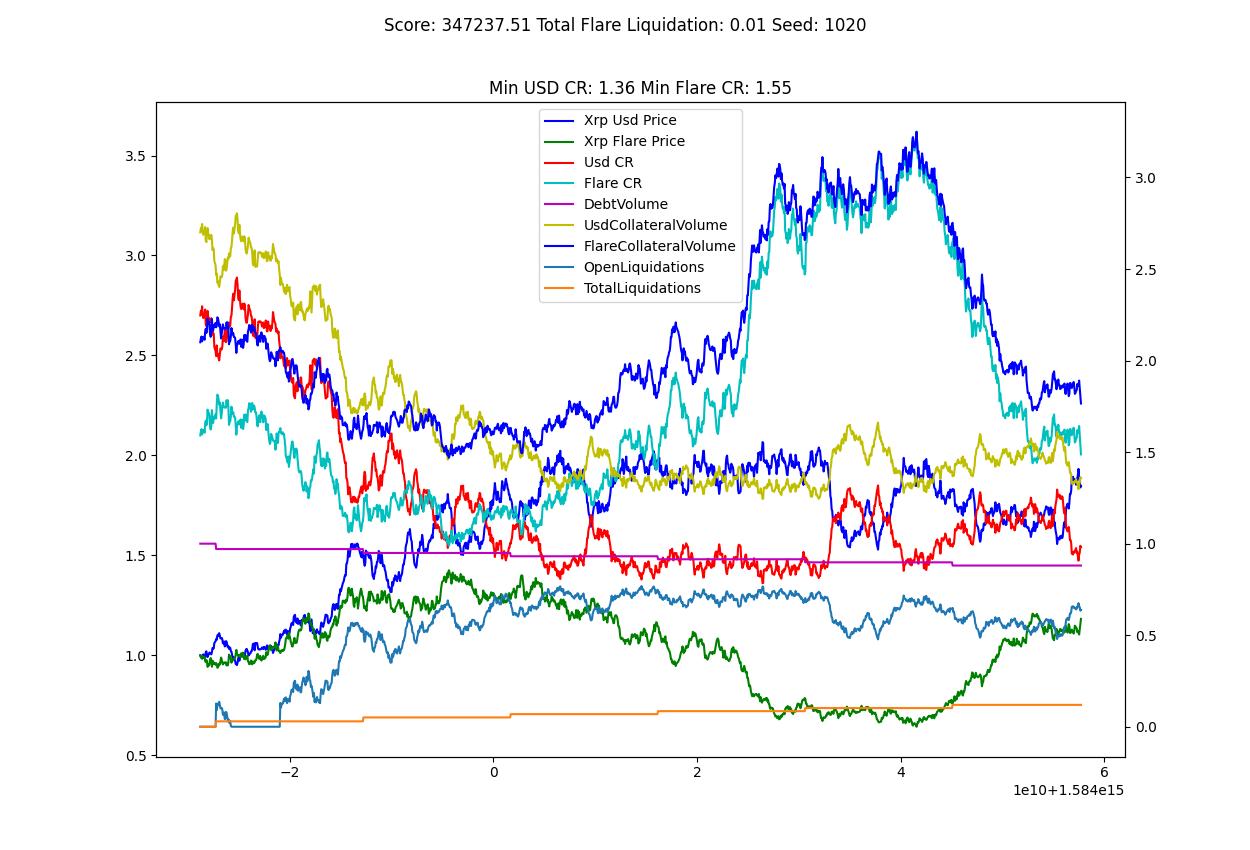 Score: 347237.51 Total Flare Liquidation: 0.01 Seed: 1020
Min USD CR: 1.36 Min Flare CR: 1.55
Xrp Usd Price
Xrp Flare Price
Usd CR
Flare CR
DebtVolume
UsdCollateralVolume
FlareCollateralVolume
OpenLiquidations
TotalLiquidations
3.5
3.0
2.5
2.0
1.5
1.0
0.5
3.0
2.5
2.0
1.5
1.0
0.5
0.0
−2 0 2 4 6
1e10+1.584e15